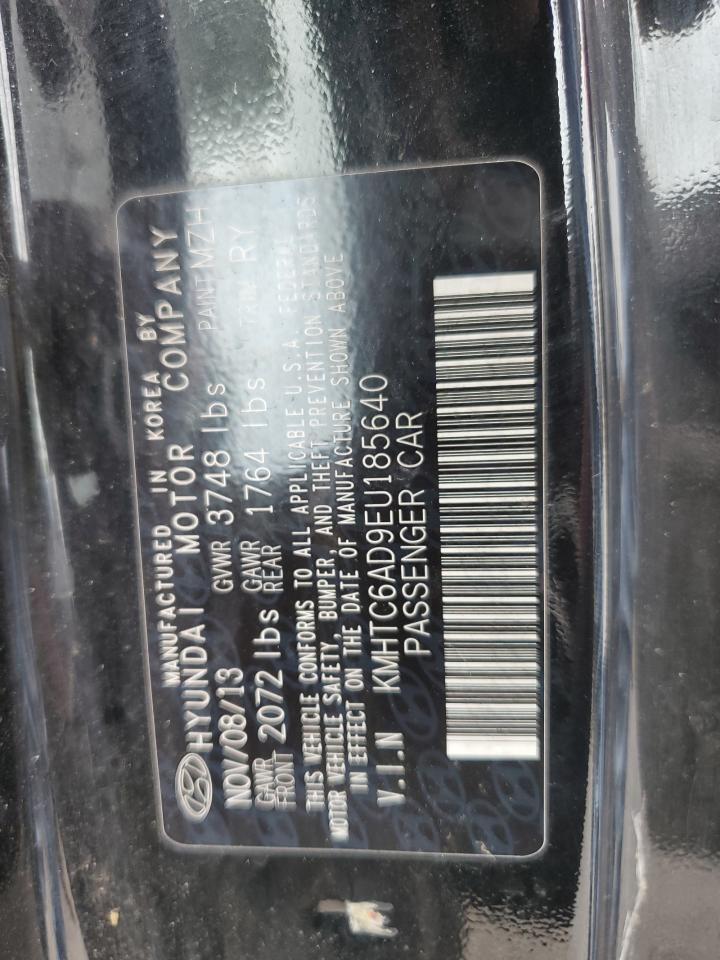 MANUFACTURED IN KOREA BY
HYUNDAI MOTOR COMPANY
NOV/08/13 GVWR 3748 lbs PAINT MZH
GAWR FRONT 2072 lbs GAWR REAR 1764 lbs TRIM RY
THIS VEHICLE CONFORMS TO ALL APPLICABLE U.S.A FEDERAL
MOTOR VEHICLE SAFETY, BUMPER, AND THEFT PREVENTION STANDARDS
IN EFFECT ON THE DATE OF MANUFACTURE SHOWN ABOVE
V.I.N KMHTC6AD9EU185640
PASSENGER CAR